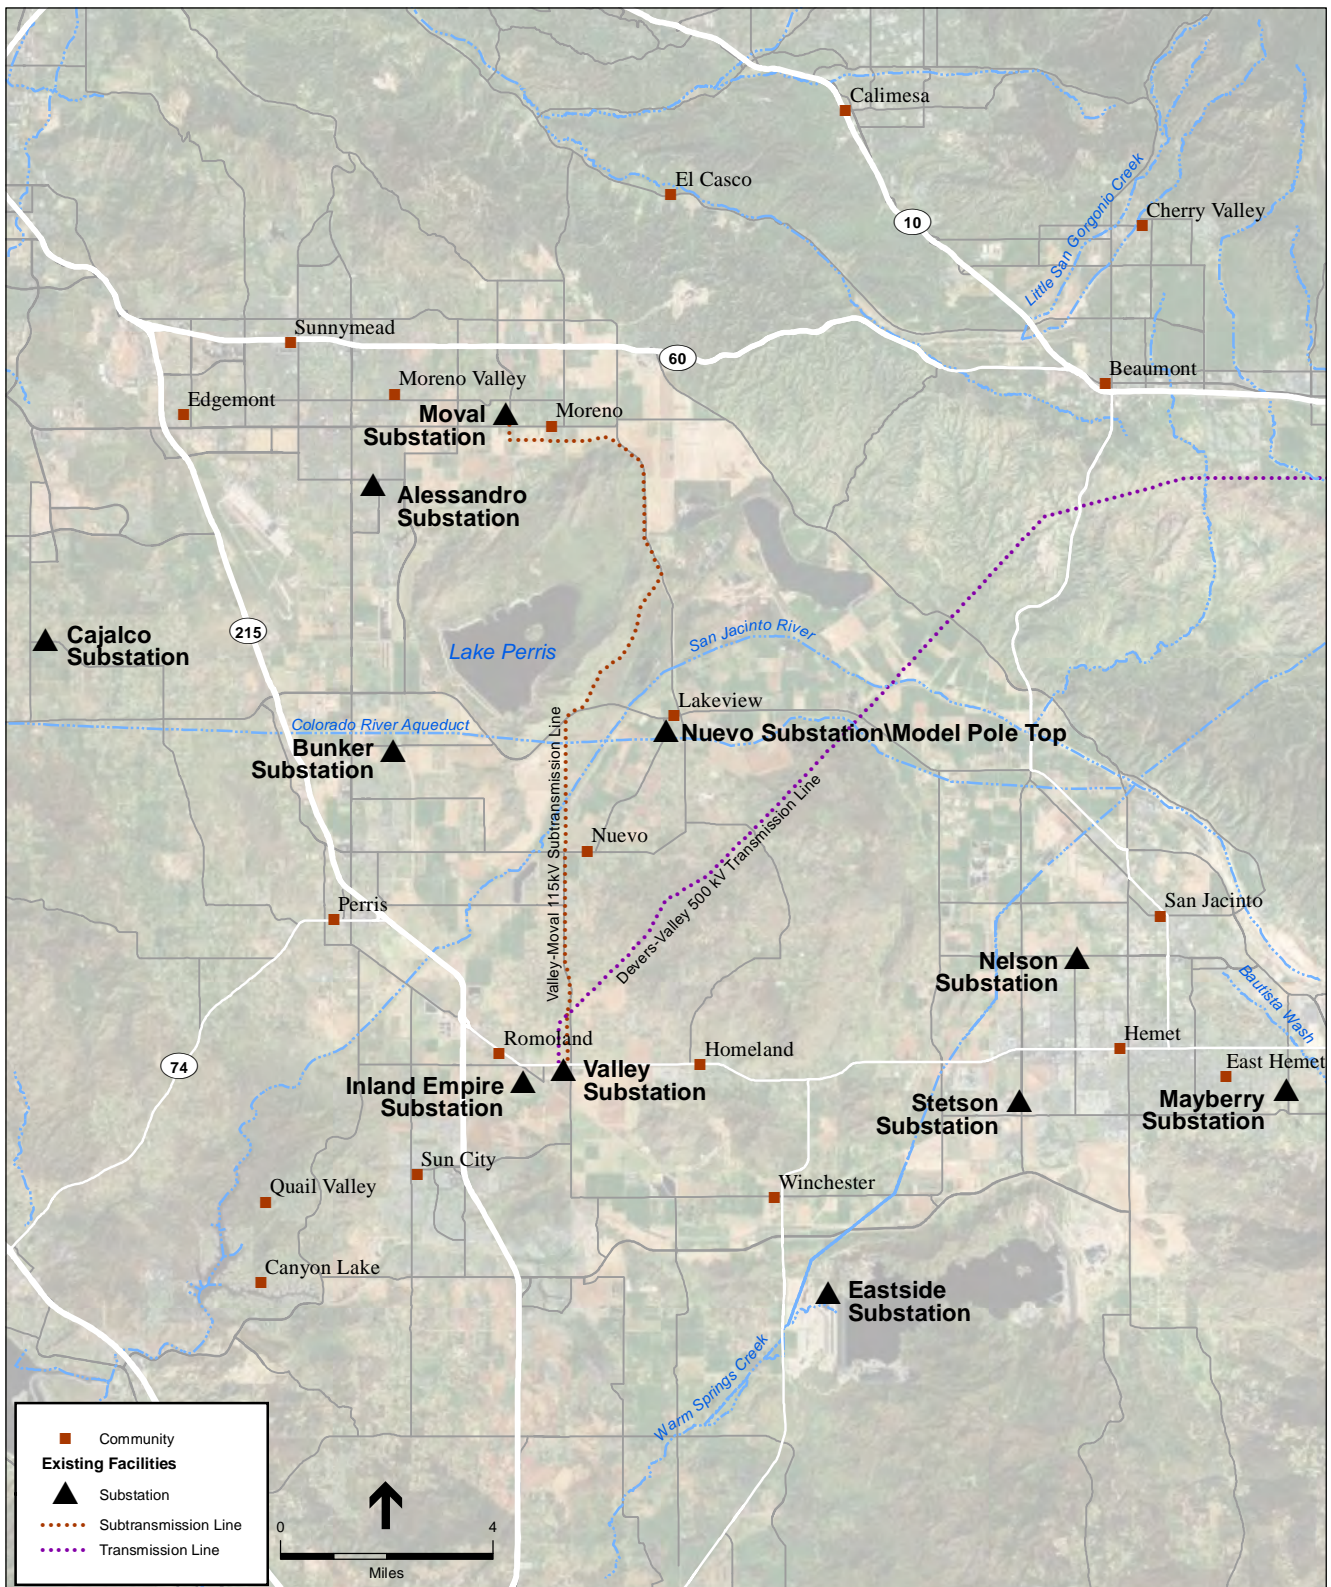 Calimesa
El Casco
10
Cherry Valley
Little San Gorgonio Creek
Sunnymead
60
Beaumont
Moreno Valley
Edgemont
Moval
Substation
Moreno
Alessandro
Substation
215
Cajalco
Substation
Lake Perris
San Jacinto River
Lakeview
Colorado River Aqueduct
Nuevo Substation\Model Pole Top
Bunker
Substation
Valley-Moval 115kV Subtransmission Line
Devers-Valley 500 kV Transmission Line
Nuevo
Perris
San Jacinto
Nelson
Substation
Bautista Wash
Romoland
Homeland
Hemet
East Hemet
74
Valley
Substation
Inland Empire
Substation
Stetson
Substation
Mayberry
Substation
Sun City
Quail Valley
Winchester
Canyon Lake
Eastside
Substation
Warm Springs Creek
Community
Existing Facilities
Substation
Subtransmission Line
Transmission Line
0
4
Miles